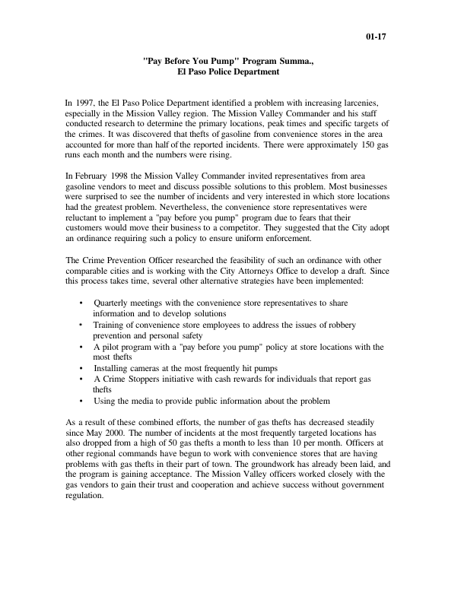 01-17
"Pay Before You Pump" Program Summa.,
El Paso Police Department
In 1997, the El Paso Police Department identified a problem with increasing larcenies,
especially in the Mission Valley region. The Mission Valley Commander and his staff
conducted research to determine the primary locations, peak times and specific targets of
the crimes. It was discovered that thefts of gasoline from convenience stores in the area
accounted for more than half of the reported incidents. There were approximately 150 gas
runs each month and the numbers were rising.
In February 1998 the Mission Valley Commander invited representatives from area
gasoline vendors to meet and discuss possible solutions to this problem. Most businesses
were surprised to see the number of incidents and very interested in which store locations
had the greatest problem. Nevertheless, the convenience store representatives were
reluctant to implement a "pay before you pump" program due to fears that their
customers would move their business to a competitor. They suggested that the City adopt
an ordinance requiring such a policy to ensure uniform enforcement.
The Crime Prevention Officer researched the feasibility of such an ordinance with other
comparable cities and is working with the City Attorneys Office to develop a draft. Since
this process takes time, several other alternative strategies have been implemented:
• Quarterly meetings with the convenience store representatives to share
information and to develop solutions
• Training of convenience store employees to address the issues of robbery
prevention and personal safety
• A pilot program with a "pay before you pump" policy at store locations with the
most thefts
• Installing cameras at the most frequently hit pumps
• A Crime Stoppers initiative with cash rewards for individuals that report gas
thefts
• Using the media to provide public information about the problem
As a result of these combined efforts, the number of gas thefts has decreased steadily
since May 2000. The number of incidents at the most frequently targeted locations has
also dropped from a high of 50 gas thefts a month to less than 10 per month. Officers at
other regional commands have begun to work with convenience stores that are having
problems with gas thefts in their part of town. The groundwork has already been laid, and
the program is gaining acceptance. The Mission Valley officers worked closely with the
gas vendors to gain their trust and cooperation and achieve success without government
regulation.